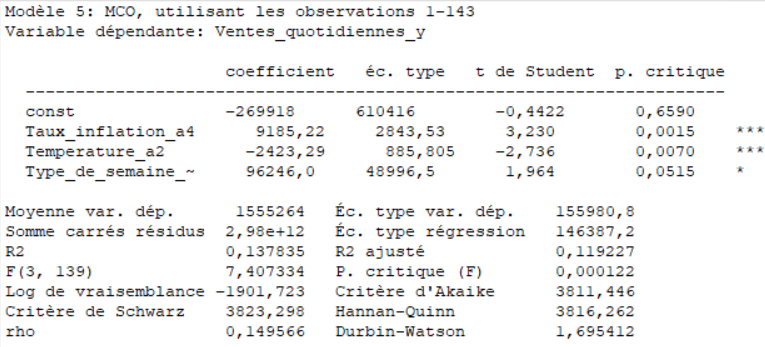 Modèle 5: MCO, utilisant les observations 1-143
Variable dépendante: Ventes_quotidiennes_y
coefficient éc. type t de Student p. critique
-----------------------------------------------------------------------
const -269918 610416 -0,4422 0,6590
Taux_inflation_a4 9185,22 2843,53 3,230 0,0015 ***
Temperature_a2 -2423,29 885,805 -2,736 0,0070 ***
Type_de_semaine_~ 96246,0 48996,5 1,964 0,0515 *
Moyenne var. dép. 1555264 Éc. type var. dép. 155980,8
Somme carrés résidus 2,98e+12 Éc. type régression 146387,2
R2 0,137835 R2 ajusté 0,119227
F(3, 139) 7,407334 P. critique (F) 0,000122
Log de vraisemblance -1901,723 Critère d'Akaike 3811,446
Critère de Schwarz 3823,298 Hannan-Quinn 3816,262
rho 0,149566 Durbin-Watson 1,695412